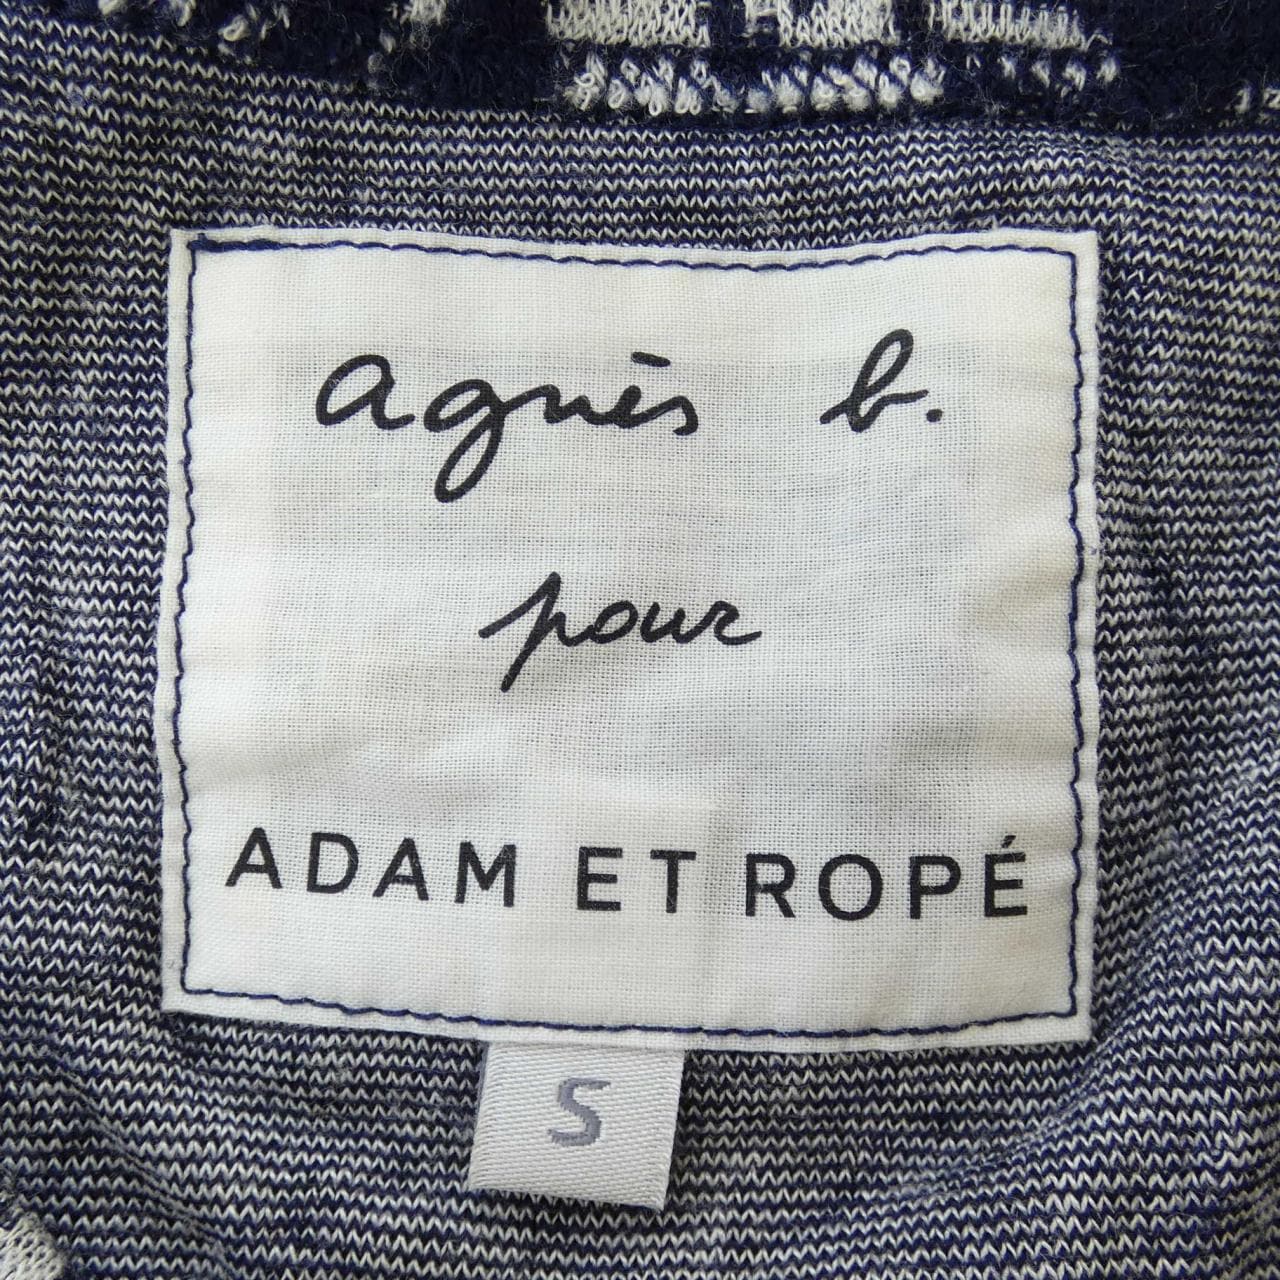 agnès b.
pour
ADAM ET ROPÉ
S